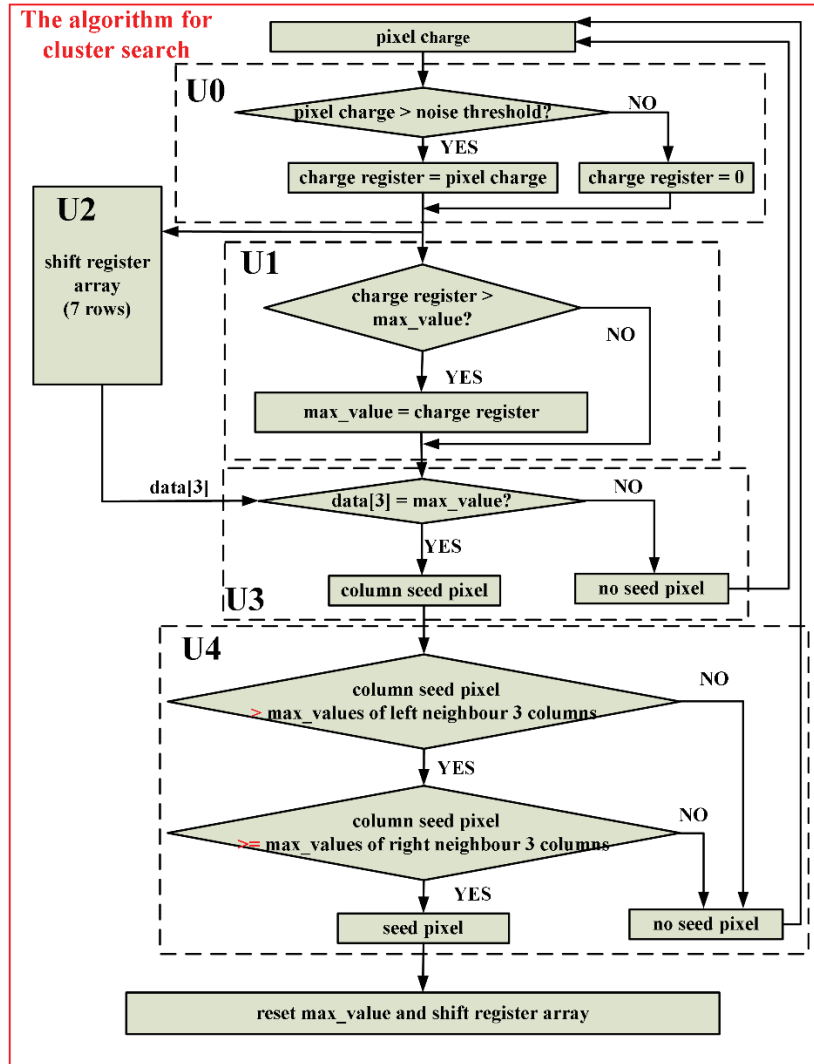 The algorithm for
cluster search
pixel charge
U0
pixel charge > noise threshold?
NO
YES
charge register = pixel charge
charge register = 0
U2
shift register
array
(7 rows)
U1
charge register >
max_value?
NO
YES
max_value = charge register
data[3]
data[3] = max_value?
NO
YES
column seed pixel
no seed pixel
U3
U4
column seed pixel
> max_values of left neighbour 3 columns
NO
YES
column seed pixel
>= max_values of right neighbour 3 columns
NO
YES
seed pixel
no seed pixel
reset max_value and shift register array